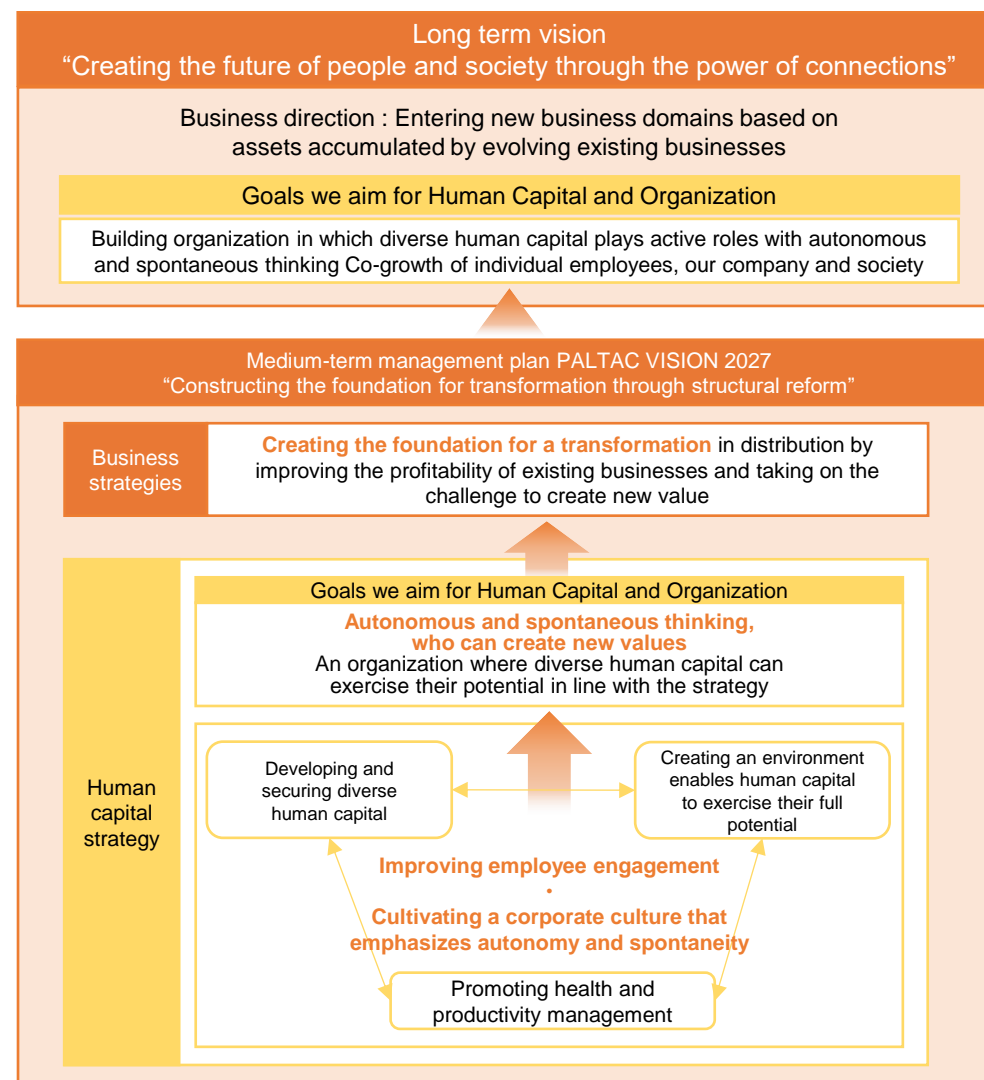 Long term vision
“Creating the future of people and society through the power of connections”
Business direction : Entering new business domains based on
assets accumulated by evolving existing businesses
Goals we aim for Human Capital and Organization
Building organization in which diverse human capital plays active roles with autonomous
and spontaneous thinking Co-growth of individual employees, our company and society
Medium-term management plan PALTAC VISION 2027
“Constructing the foundation for transformation through structural reform”
Business
strategies
Creating the foundation for a transformation in distribution by
improving the profitability of existing businesses and taking on the
challenge to create new value
Human
capital
strategy
Goals we aim for Human Capital and Organization
Autonomous and spontaneous thinking,
who can create new values
An organization where diverse human capital can
exercise their potential in line with the strategy
Developing and
securing diverse
human capital
Creating an environment
enables human capital
to exercise their full
potential
Improving employee engagement
・
Cultivating a corporate culture that
emphasizes autonomy and spontaneity
Promoting health and
productivity management